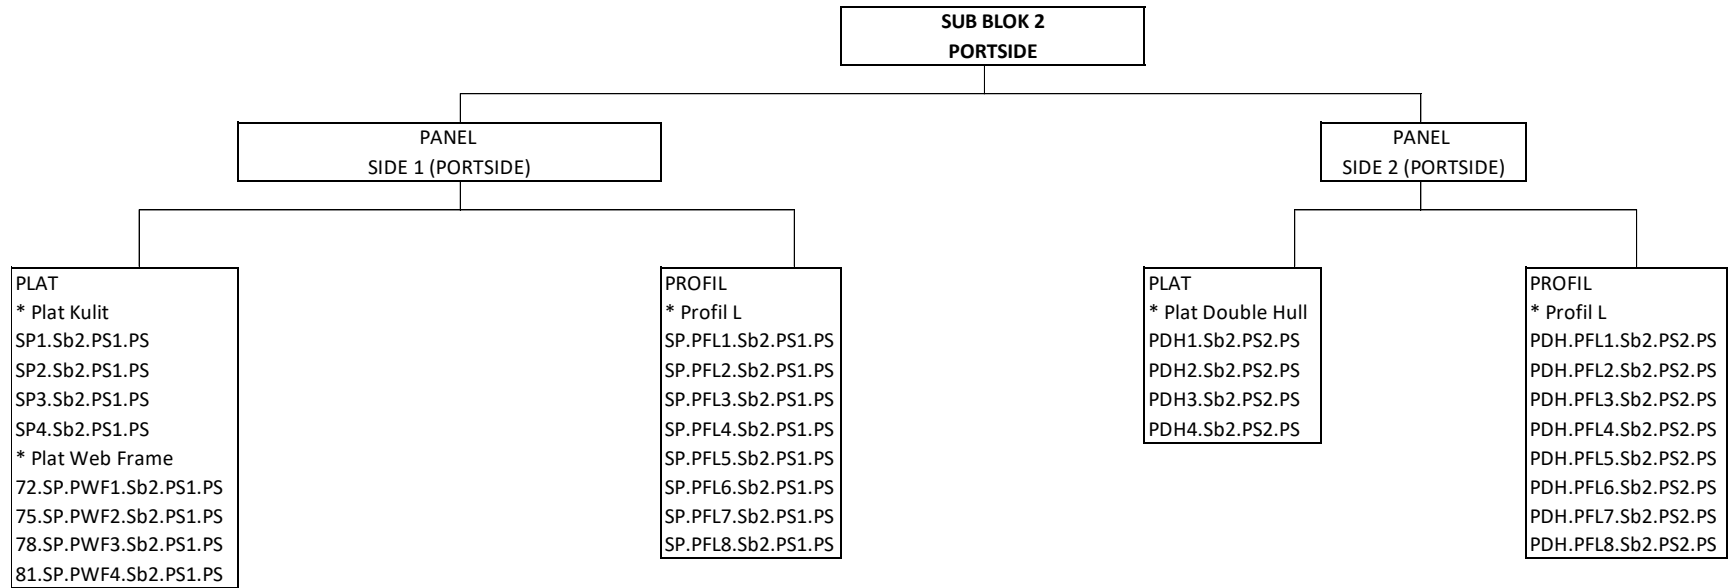 SUB BLOK 2
PORTSIDE
PANEL
SIDE 1 (PORTSIDE)
PANEL
SIDE 2 (PORTSIDE)
PLAT
* Plat Kulit
SP1.Sb2.PS1.PS
SP2.Sb2.PS1.PS
SP3.Sb2.PS1.PS
SP4.Sb2.PS1.PS
* Plat Web Frame
72.SP.PWF1.Sb2.PS1.PS
75.SP.PWF2.Sb2.PS1.PS
78.SP.PWF3.Sb2.PS1.PS
81.SP.PWF4.Sb2.PS1.PS
PROFIL
* Profil L
SP.PFL1.Sb2.PS1.PS
SP.PFL2.Sb2.PS1.PS
SP.PFL3.Sb2.PS1.PS
SP.PFL4.Sb2.PS1.PS
SP.PFL5.Sb2.PS1.PS
SP.PFL6.Sb2.PS1.PS
SP.PFL7.Sb2.PS1.PS
SP.PFL8.Sb2.PS1.PS
PLAT
* Plat Double Hull
PDH1.Sb2.PS2.PS
PDH2.Sb2.PS2.PS
PDH3.Sb2.PS2.PS
PDH4.Sb2.PS2.PS
PROFIL
* Profil L
PDH.PFL1.Sb2.PS2.PS
PDH.PFL2.Sb2.PS2.PS
PDH.PFL3.Sb2.PS2.PS
PDH.PFL4.Sb2.PS2.PS
PDH.PFL5.Sb2.PS2.PS
PDH.PFL6.Sb2.PS2.PS
PDH.PFL7.Sb2.PS2.PS
PDH.PFL8.Sb2.PS2.PS